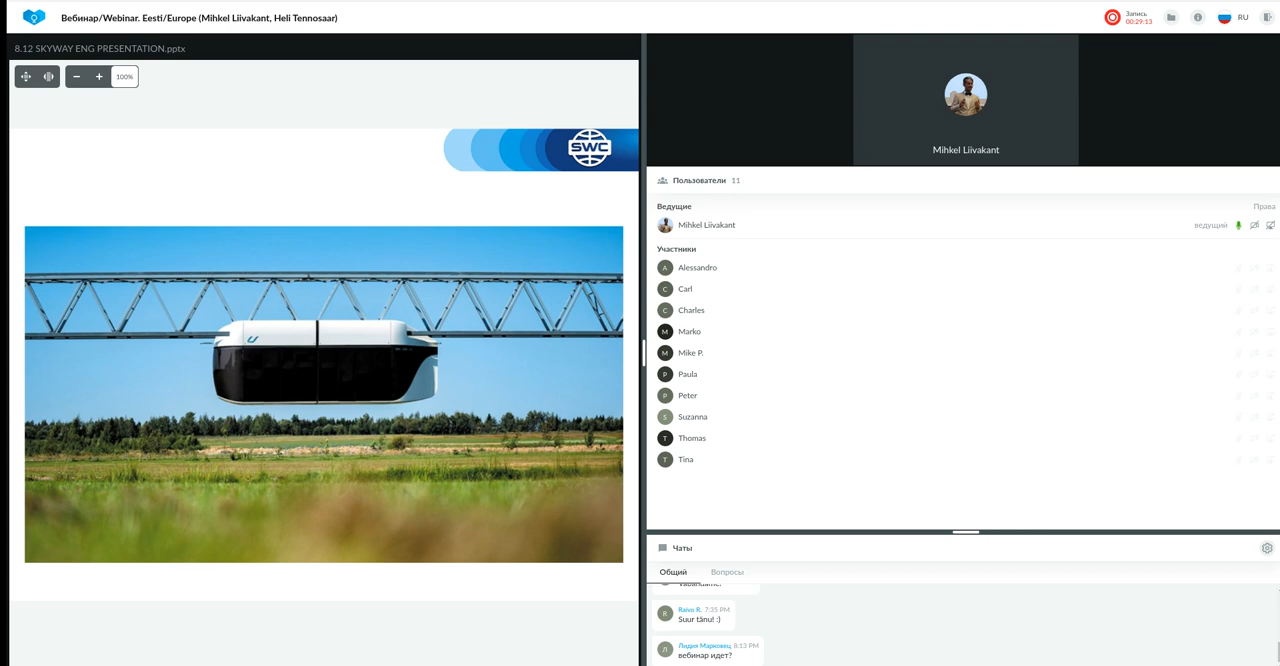 Вебинар/Webinar. Eesti/Europe (Mihkel Liivakant, Heli Tennosaar)
Запись
00:29:13
RU
8.12 SKYWAY ENG PRESENTATION.pptx
100%
SWC
Mihkel Liivakant
Пользователи 11
Ведущие
Права
Mihkel Liivakant
ведущий
Участники
A Alessandro
C Carl
C Charles
M Marko
M Mike P.
P Paula
P Peter
S Suzanna
T Thomas
T Tina
Чаты
Общий
Вопросы
R Raivo R. 7:35 PM
Suur tänu! :)
Л Лидия Марковец 8:13 PM
вебинар идет?